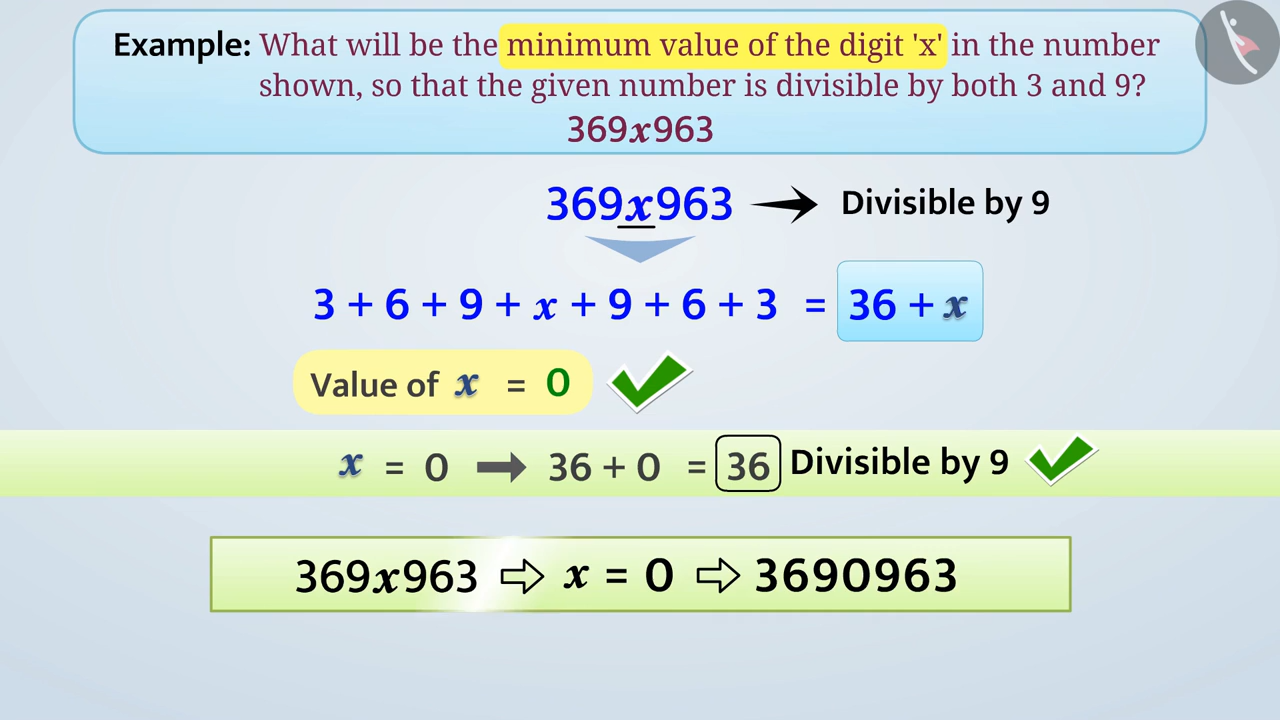 Example: What will be the minimum value of the digit 'x' in the number
shown, so that the given number is divisible by both 3 and 9?
369x963
369x963 → Divisible by 9
3 + 6 + 9 + x + 9 + 6 + 3 = 36 + x
Value of x = 0
x = 0 → 36 + 0 = 36 Divisible by 9
369x963 ⇨ x = 0 ⇨ 3690963